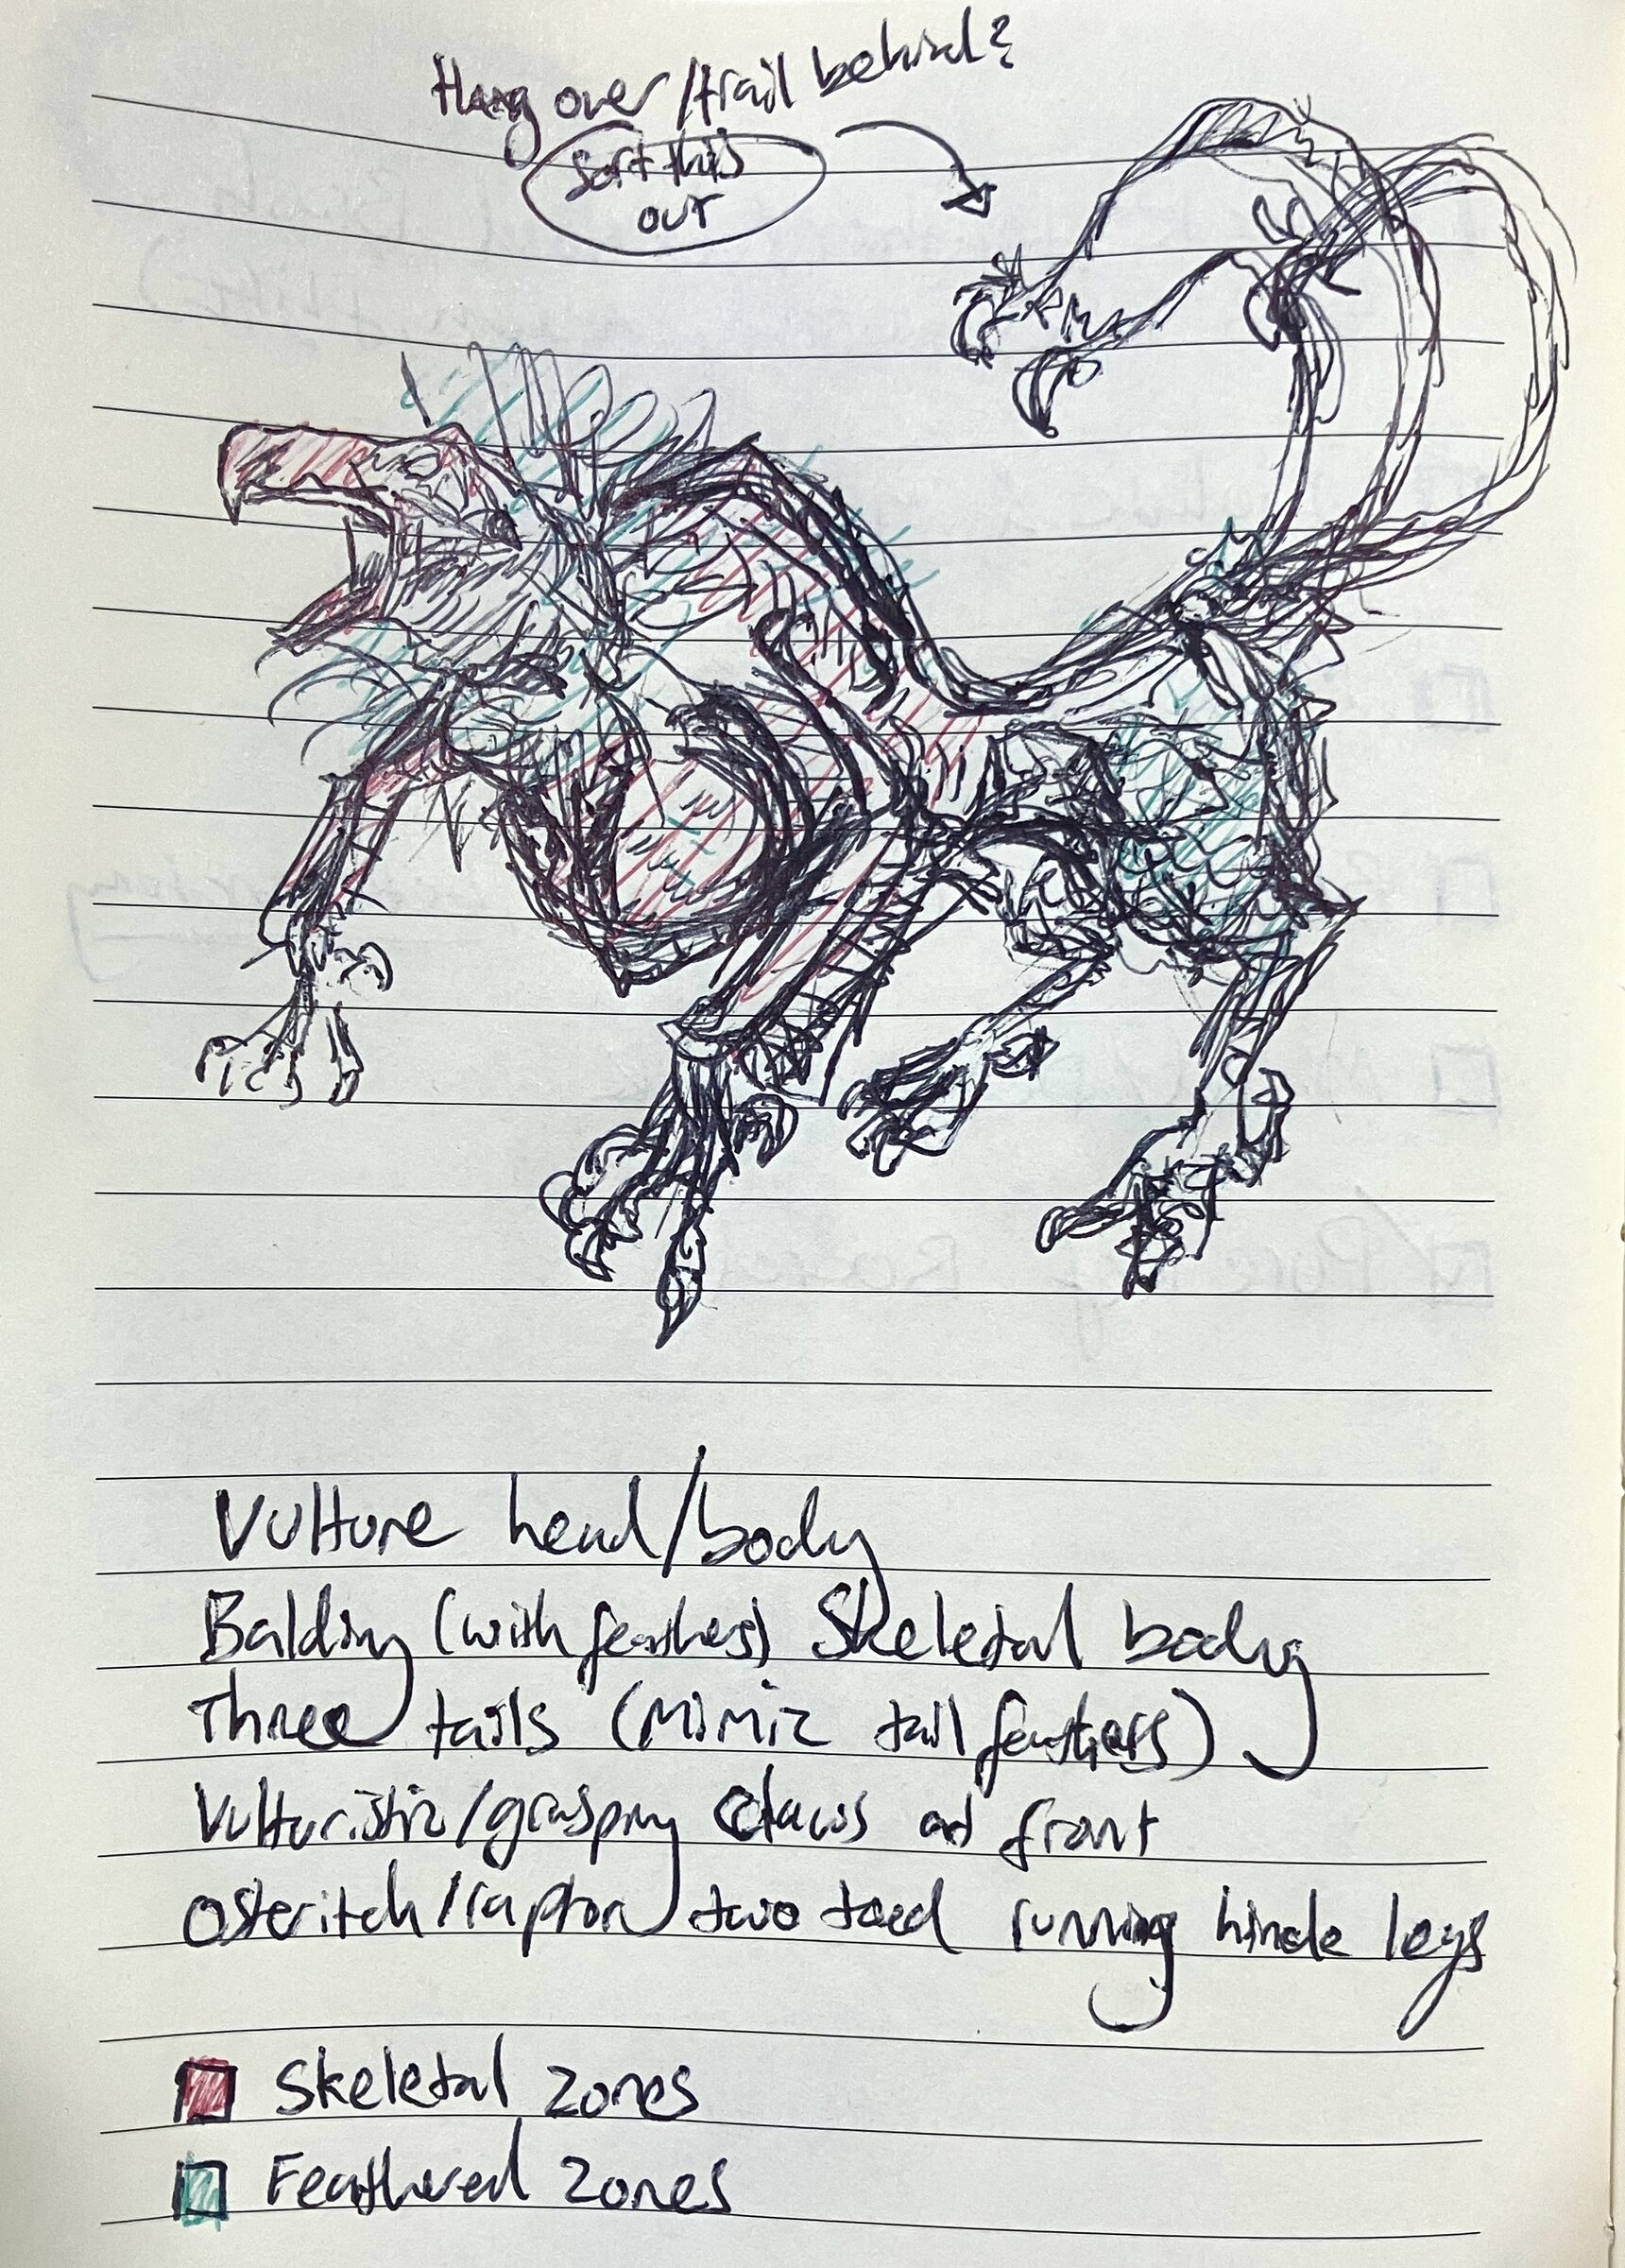 Hang over/trail behind?
Sort this
out
Vulture head/body
Balding (with feathers) Skeletal body
Three tails (Mimic tail feathers)
Vulturistic/grasping claws at front
Osteritch/raptor two toed running hinde legs
Skeletal Zones
Feathered Zones